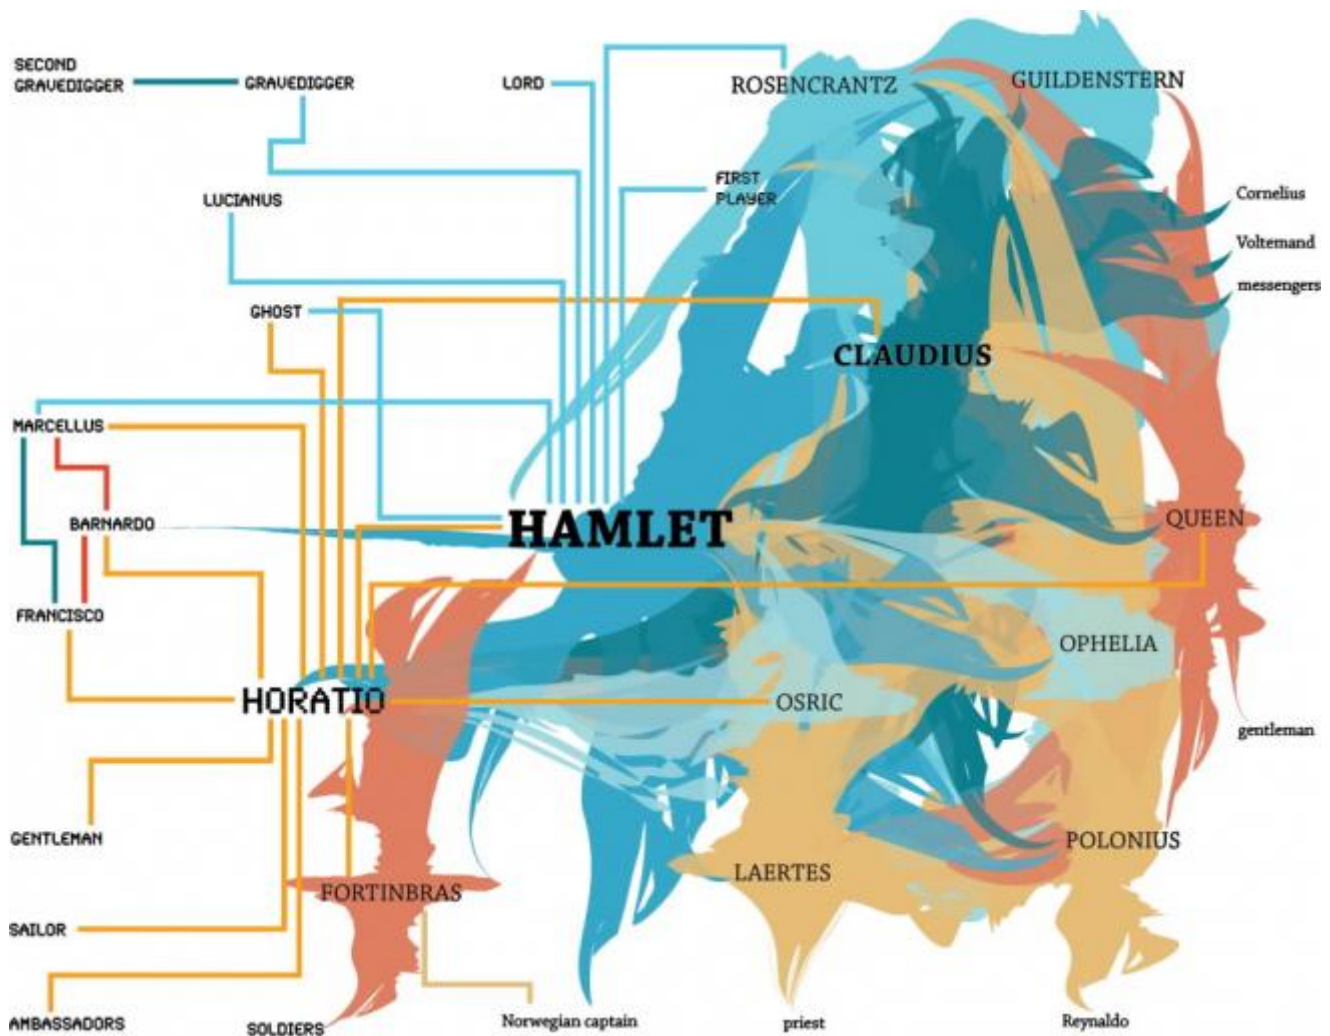 SECOND
GRAVEDIGGER
GRAVEDIGGER
LORD
ROSENCRANTZ
GUILDENSTERN
FIRST
PLAYER
LUCIANUS
Cornelius
Voltemand
messengers
GHOST
CLAUDIUS
MARCELLUS
BARNARDO
HAMLET
QUEEN
FRANCISCO
OPHELIA
HORATIO
OSRIC
gentleman
GENTLEMAN
POLONIUS
LAERTES
FORTINBRAS
SAILOR
AMBASSADORS
SOLDIERS
Norwegian captain
priest
Reynaldo